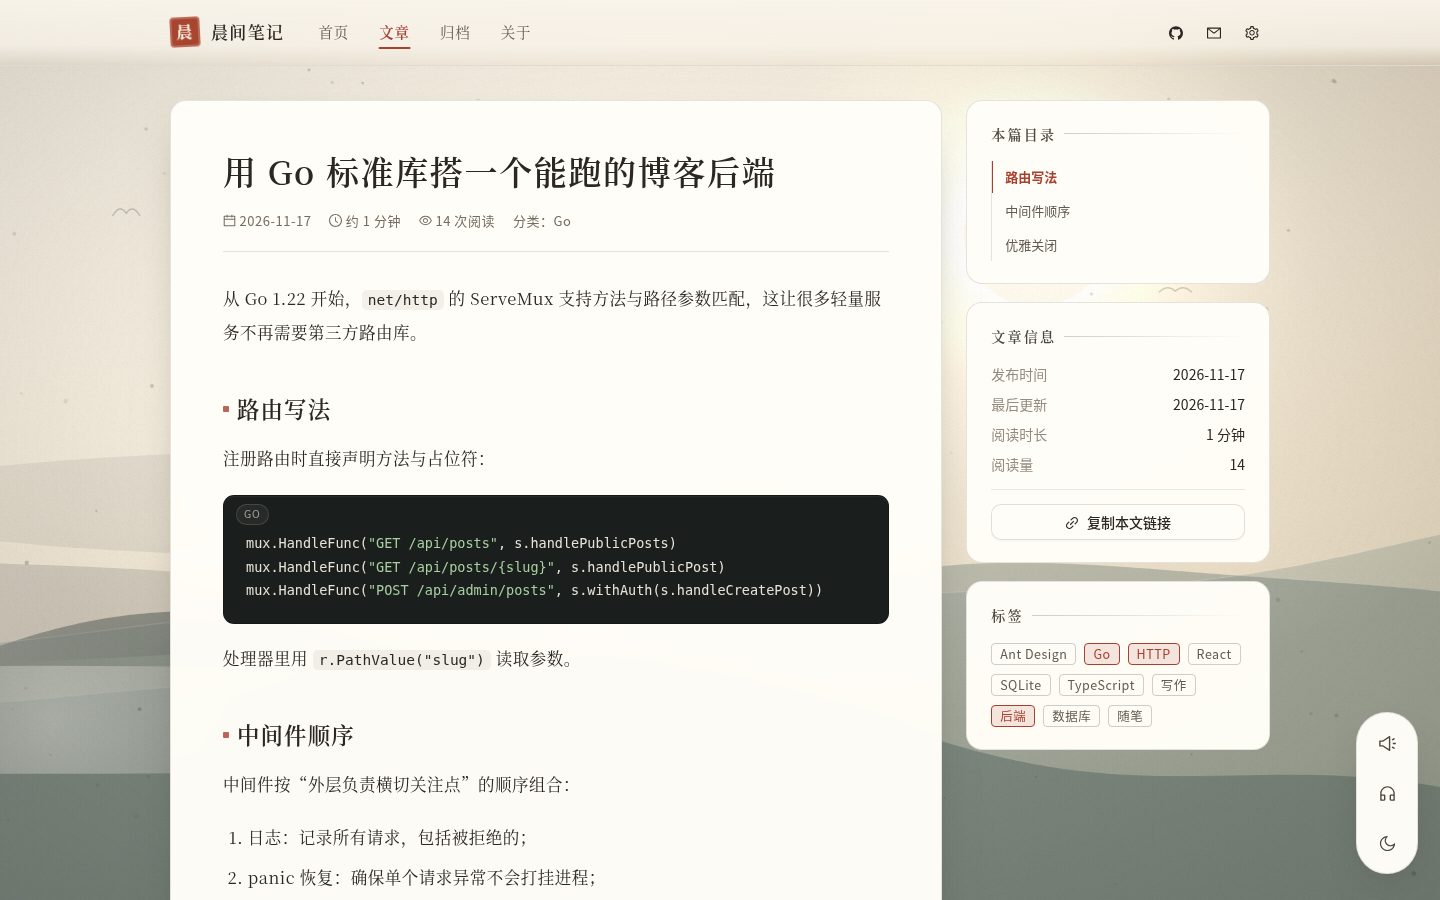 晨 晨间笔记 首页 文章 归档 关于
用 Go 标准库搭一个能跑的博客后端
2026-11-17 约 1 分钟 14 次阅读 分类：Go
从 Go 1.22 开始，net/http 的 ServeMux 支持方法与路径参数匹配，这让很多轻量服
务不再需要第三方路由库。
路由写法
注册路由时直接声明方法与占位符：
GO
mux.HandleFunc("GET /api/posts", s.handlePublicPosts)
mux.HandleFunc("GET /api/posts/{slug}", s.handlePublicPost)
mux.HandleFunc("POST /api/admin/posts", s.withAuth(s.handleCreatePost))
处理器里用 r.PathValue("slug") 读取参数。
中间件顺序
中间件按“外层负责横切关注点”的顺序组合：
1. 日志：记录所有请求，包括被拒绝的；
2. panic 恢复：确保单个请求异常不会打挂进程；
本篇目录
路由写法
中间件顺序
优雅关闭
文章信息
发布时间 2026-11-17
最后更新 2026-11-17
阅读时长 1 分钟
阅读量 14
复制本文链接
标签
Ant Design Go HTTP React
SQLite TypeScript 写作
后端 数据库 随笔